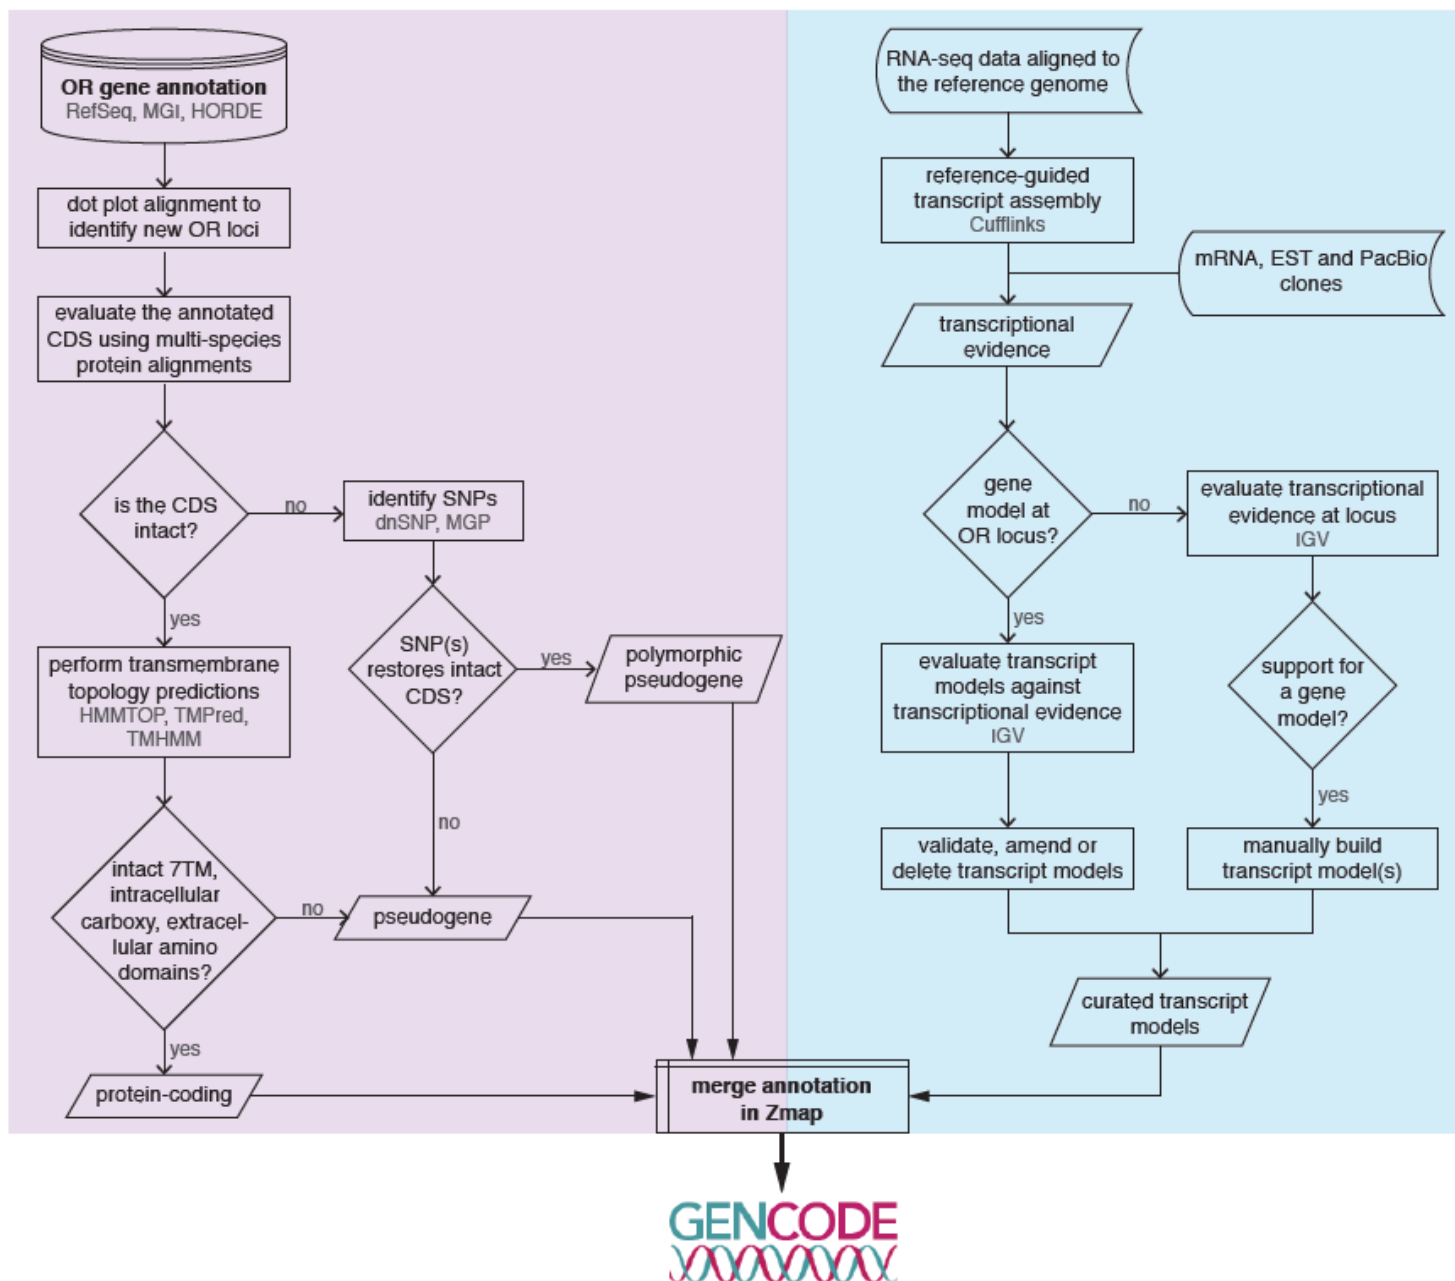 OR gene annotation
RefSeq, MGI, HORDE
dot plot alignment to
identify new OR loci
evaluate the annotated
CDS using multi-species
protein alignments
is the CDS
intact?
no
identify SNPs
dnSNP, MGP
yes
perform transmembrane
topology predictions
HMMTOP, TMPred,
TMHMM
SNP(s)
restores intact
CDS?
yes
polymorphic
pseudogene
no
intact 7TM,
intracellular
carboxy, extracel-
lular amino
domains?
no
pseudogene
yes
protein-coding
RNA-seq data aligned to
the reference genome
reference-guided
transcript assembly
Cufflinks
mRNA, EST and PacBio
clones
transcriptional
evidence
gene
model at
OR locus?
no
evaluate transcriptional
evidence at locus
IGV
yes
evaluate transcript
models against
transcriptional evidence
IGV
support for
a gene
model?
yes
validate, amend or
delete transcript models
manually build
transcript model(s)
curated transcript
models
merge annotation
in Zmap
GENCODE